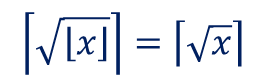 ⌈√⌊x⌋⌉ = ⌈√x⌉